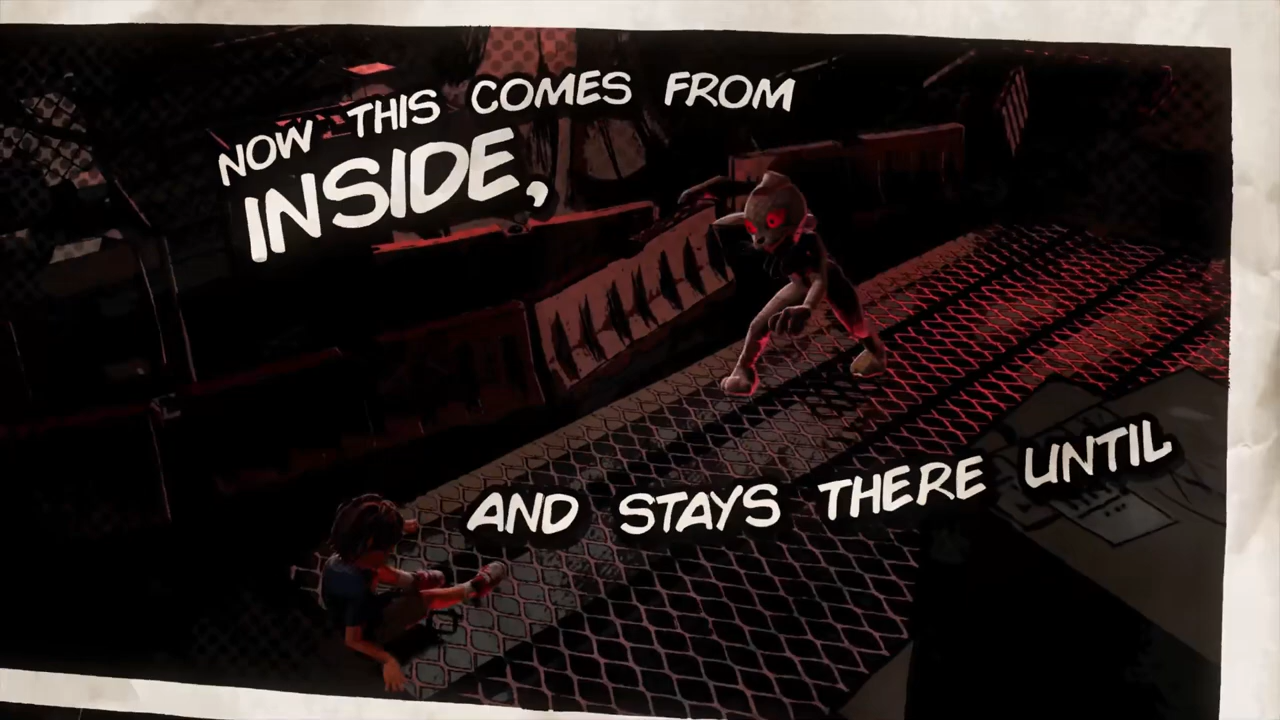 NOW THIS COMES FROM
INSIDE,
AND STAYS THERE UNTIL